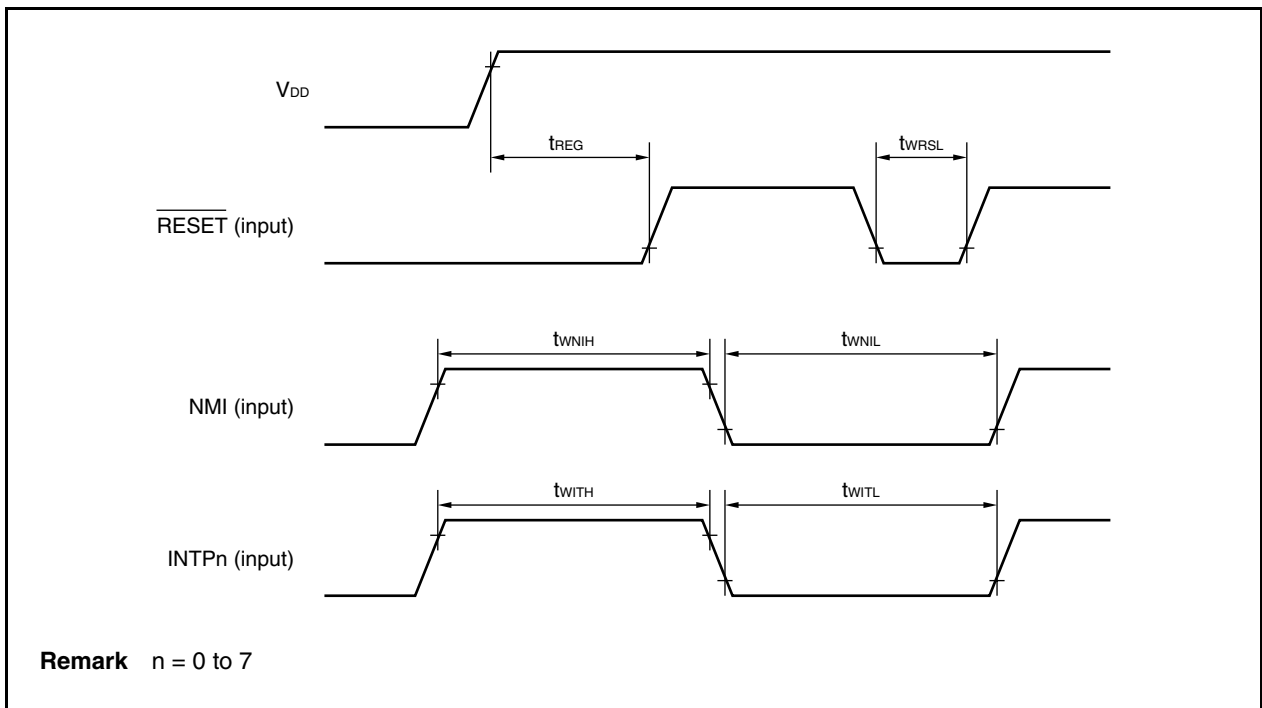 VDD
tREG
tWRSL
RESET (input)
tWNIH
tWNIL
NMI (input)
tWITH
tWITL
INTPn (input)
Remark n = 0 to 7